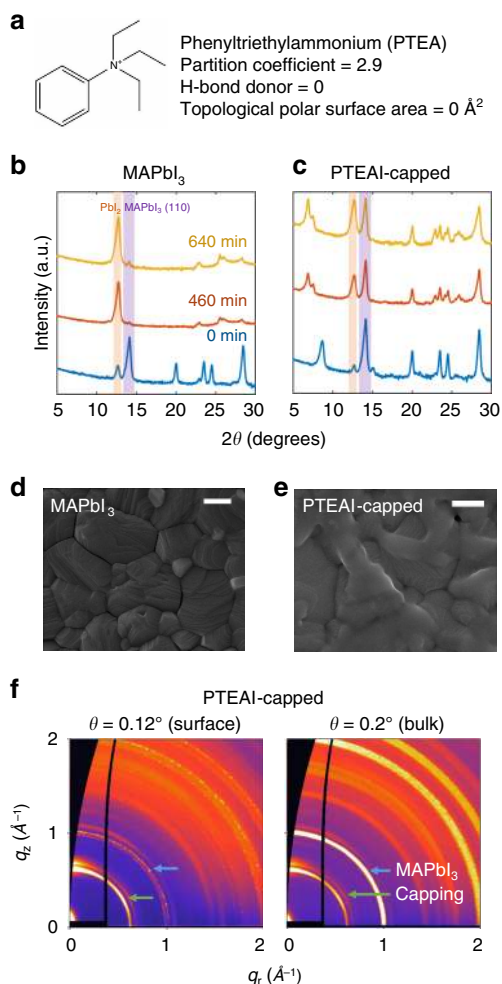 a
N+
Phenyltriethylammonium (PTEA)
Partition coefficient = 2.9
H-bond donor = 0
Topological polar surface area = 0 Å²
b
MAPbI₃
c
PTEAI-capped
PbI₂ MAPbI₃ (110)
640 min
460 min
0 min
Intensity (a.u.)
5 10 15 20 25 30
5 10 15 20 25 30
2θ (degrees)
d
MAPbI₃
e
PTEAI-capped
f
PTEAI-capped
θ = 0.12° (surface)
θ = 0.2° (bulk)
2
1
0
qz (Å⁻¹)
MAPbI₃
Capping
0 1 2
0 1 2
qr (Å⁻¹)